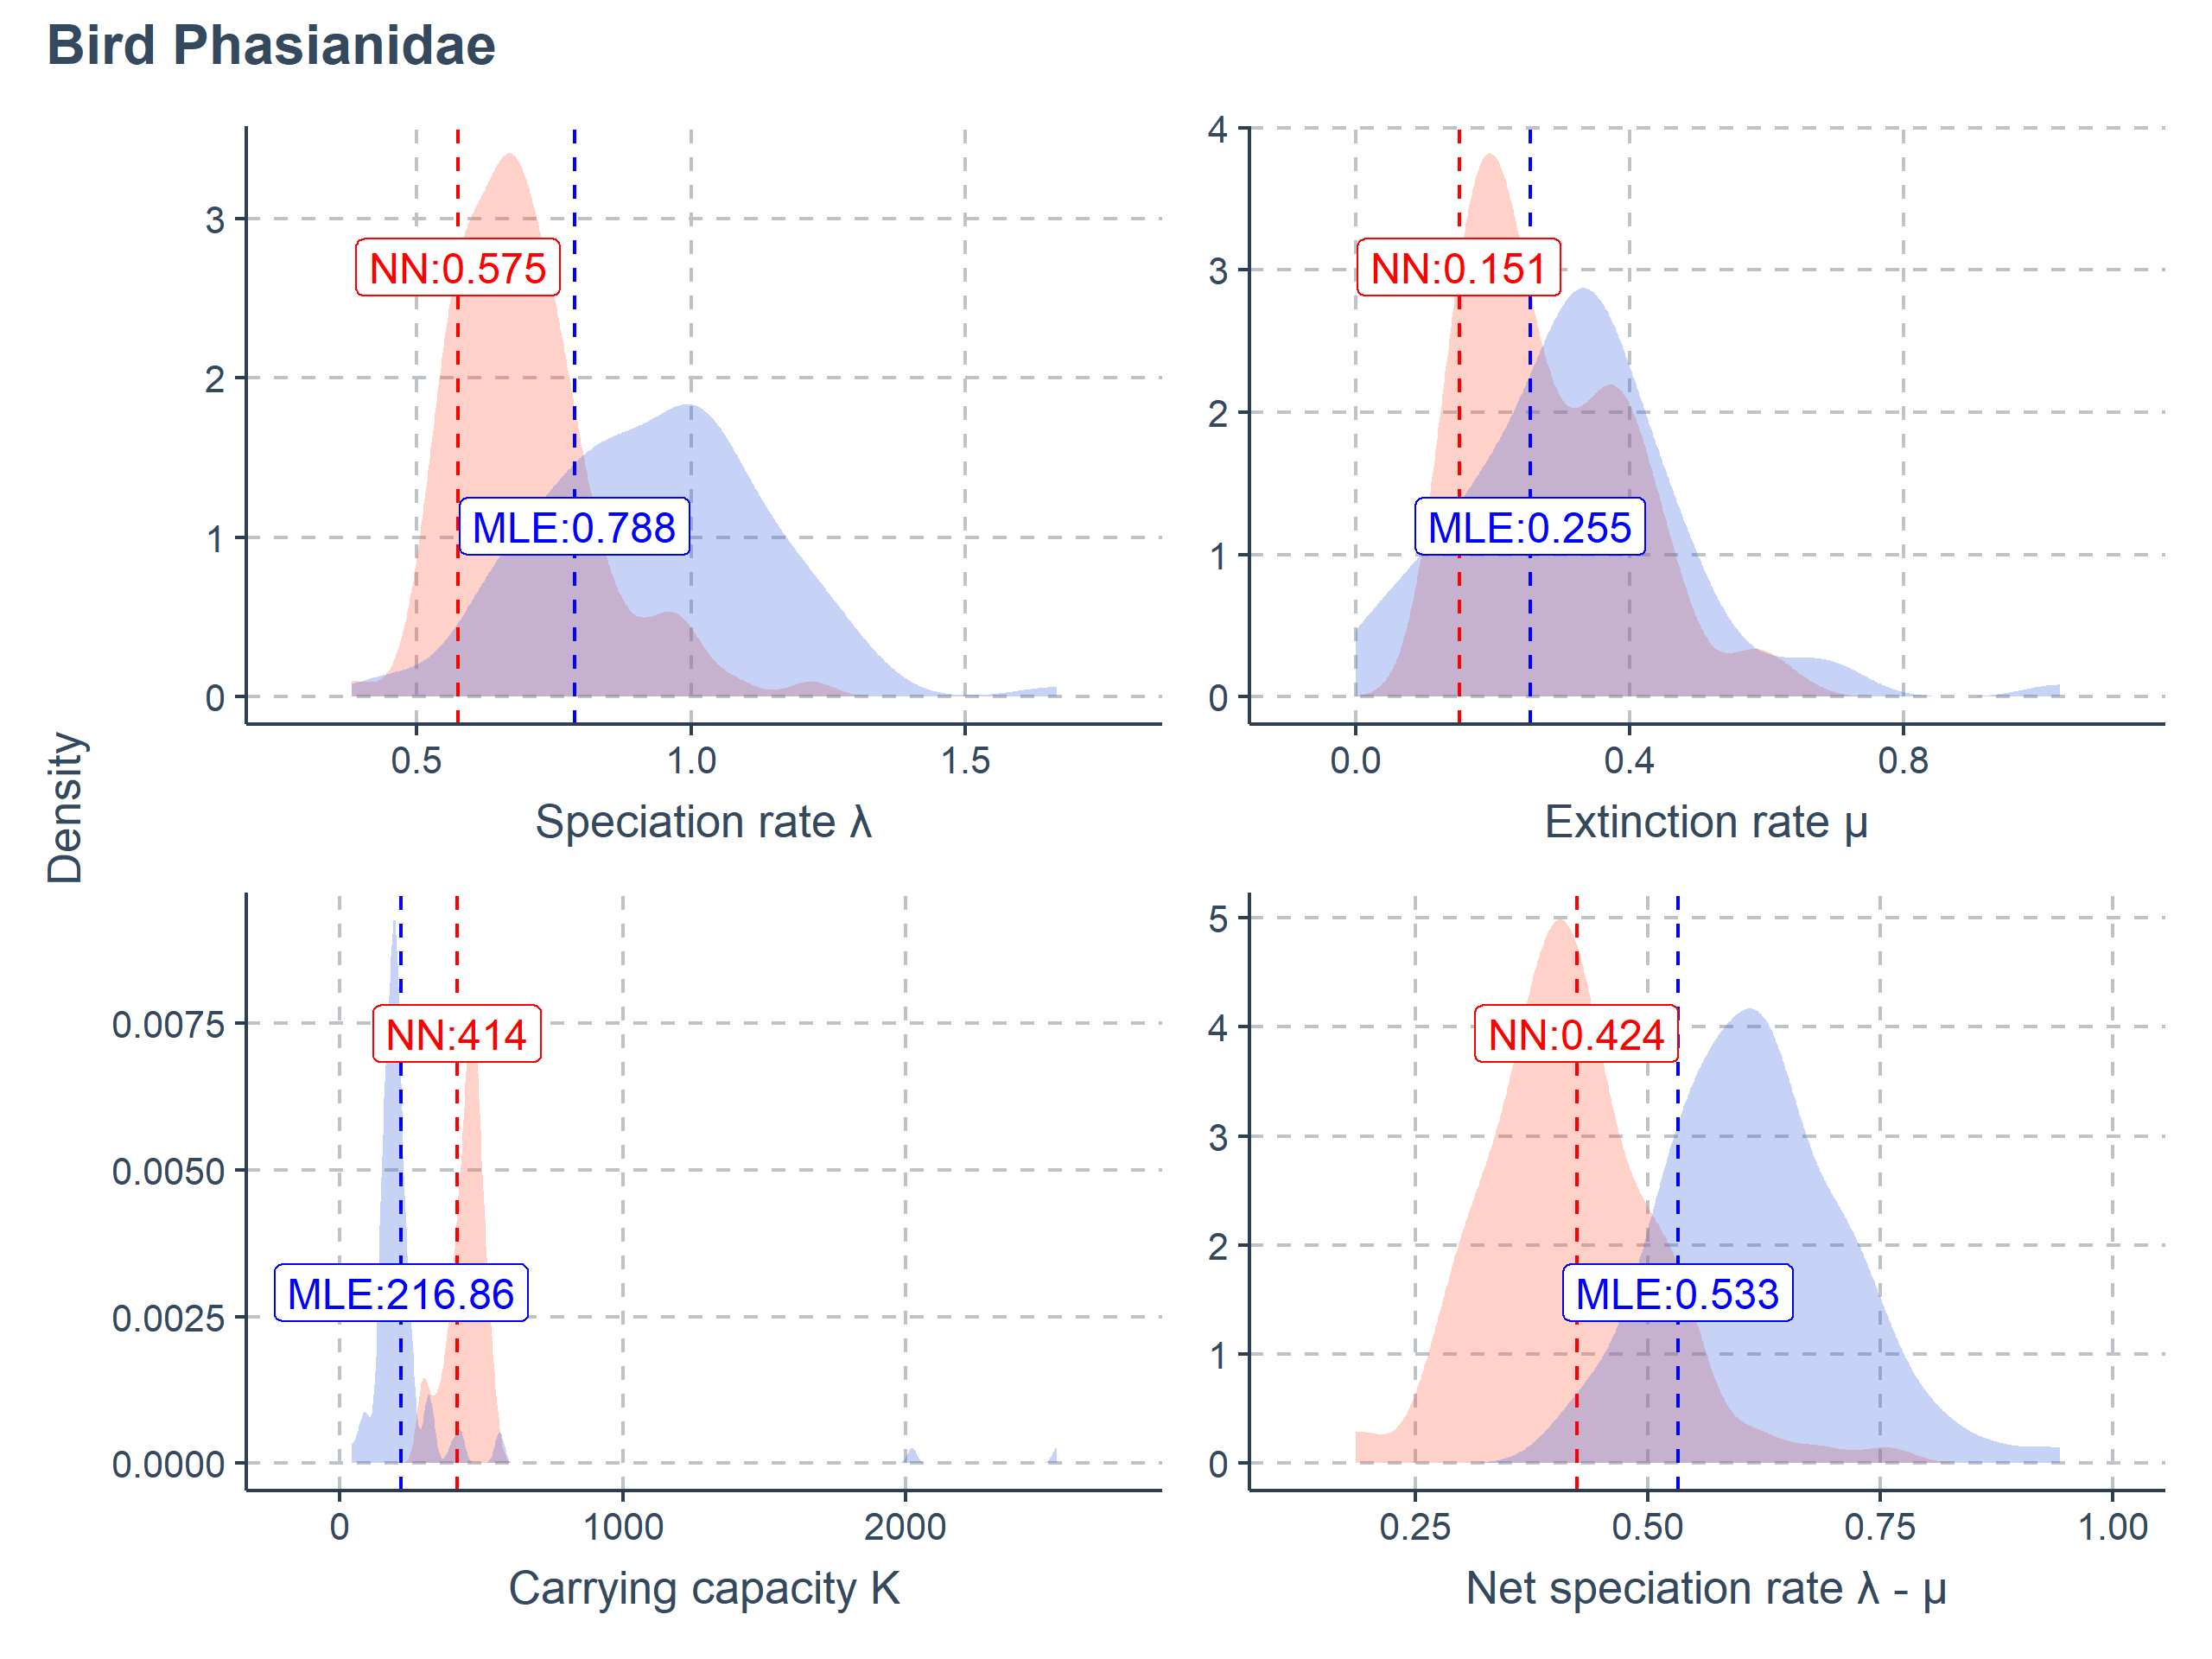 Bird Phasianidae
Density
3
2
1
0
NN:0.575
MLE:0.788
0.5 1.0 1.5
Speciation rate λ
4
3
2
1
0
NN:0.151
MLE:0.255
0.0 0.4 0.8
Extinction rate μ
0.0075
0.0050
0.0025
0.0000
NN:414
MLE:216.86
0 1000 2000
Carrying capacity K
5
4
3
2
1
0
NN:0.424
MLE:0.533
0.25 0.50 0.75 1.00
Net speciation rate λ - μ